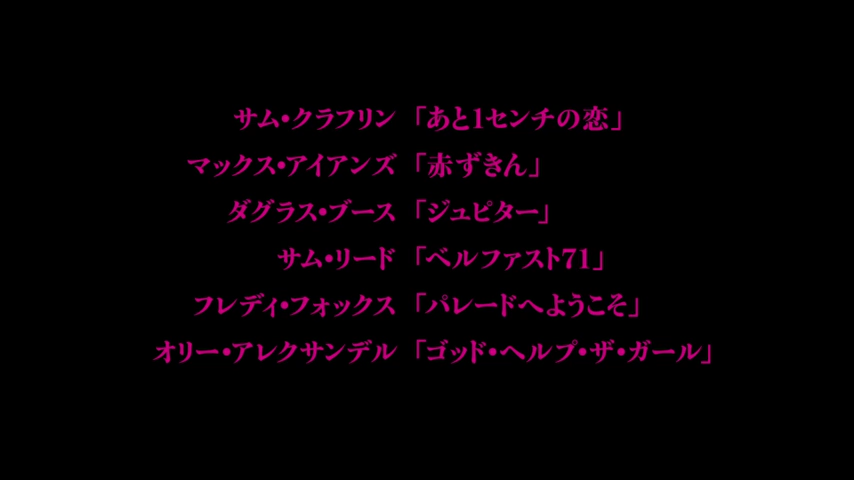 サム・クラフリン「あと1センチの恋」
マックス・アイアンズ「赤ずきん」
ダグラス・ブース「ジュピター」
サム・リード「ベルファスト71」
フレディ・フォックス「パレードへようこそ」
オリー・アレクサンデル「ゴッド・ヘルプ・ザ・ガール」